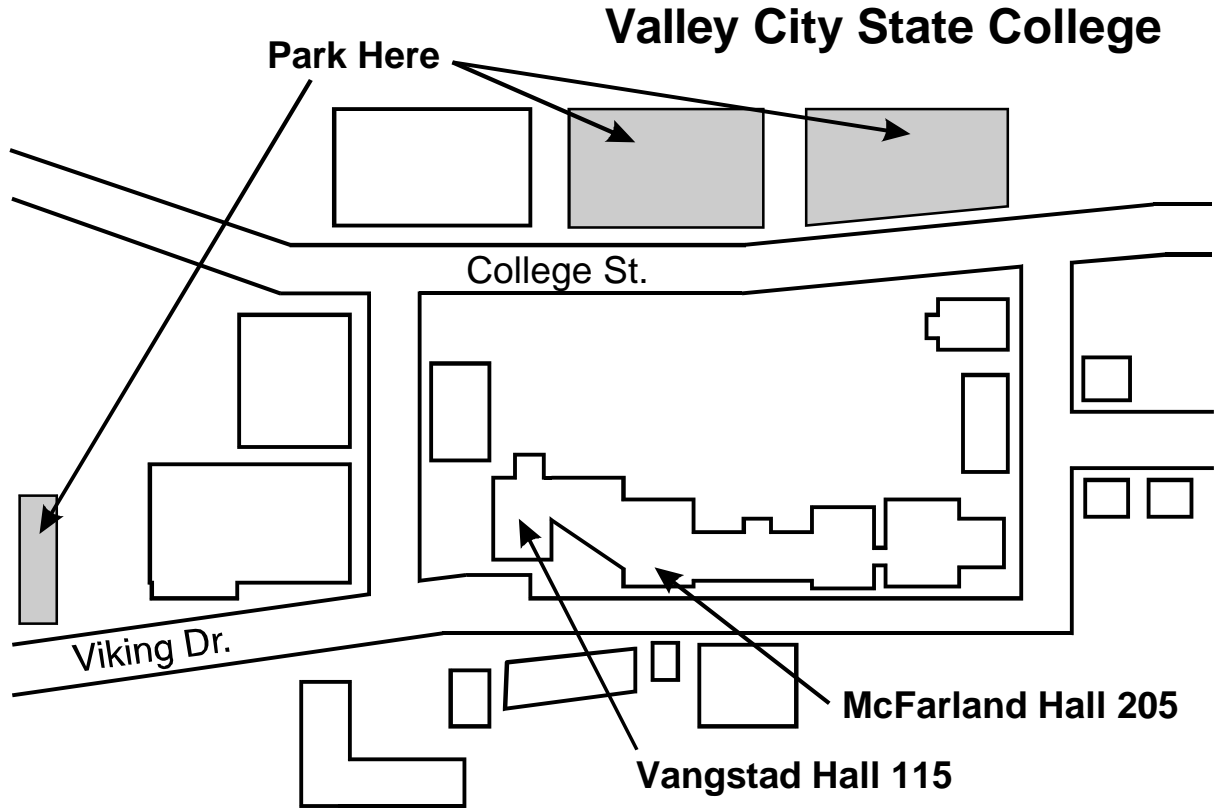 Valley City State College
Park Here
College St.
Viking Dr.
McFarland Hall 205
Vangstad Hall 115